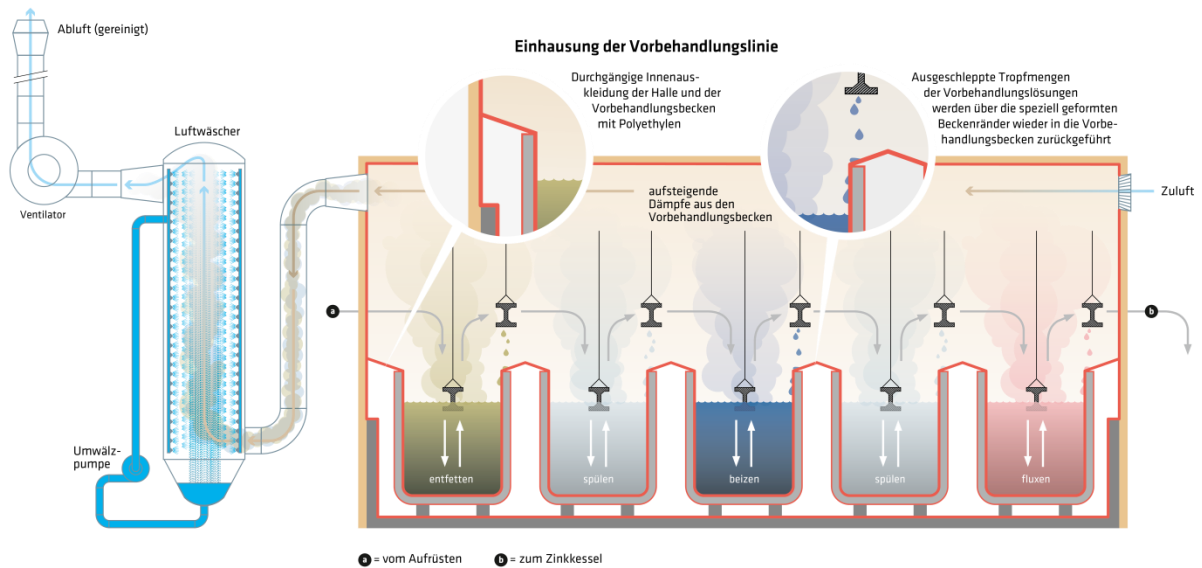 Abluft (gereinigt)
Einhausung der Vorbehandlungslinie
Durchgängige Innenaus-
kleidung der Halle und der
Vorbehandlungsbecken
mit Polyethylen
Ausgeschleppte Tropfmengen
der Vorbehandlungslösungen
werden über die speziell geformten
Beckenränder wieder in die Vorbe-
handlungsbecken zurückgeführt
Luftwäscher
Ventilator
aufsteigende
Dämpfe aus den
Vorbehandlungsbecken
Zuluft
a
b
Umwälz-
pumpe
entfetten
spülen
beizen
spülen
fluxen
a = vom Aufrüsten
b = zum Zinkkessel